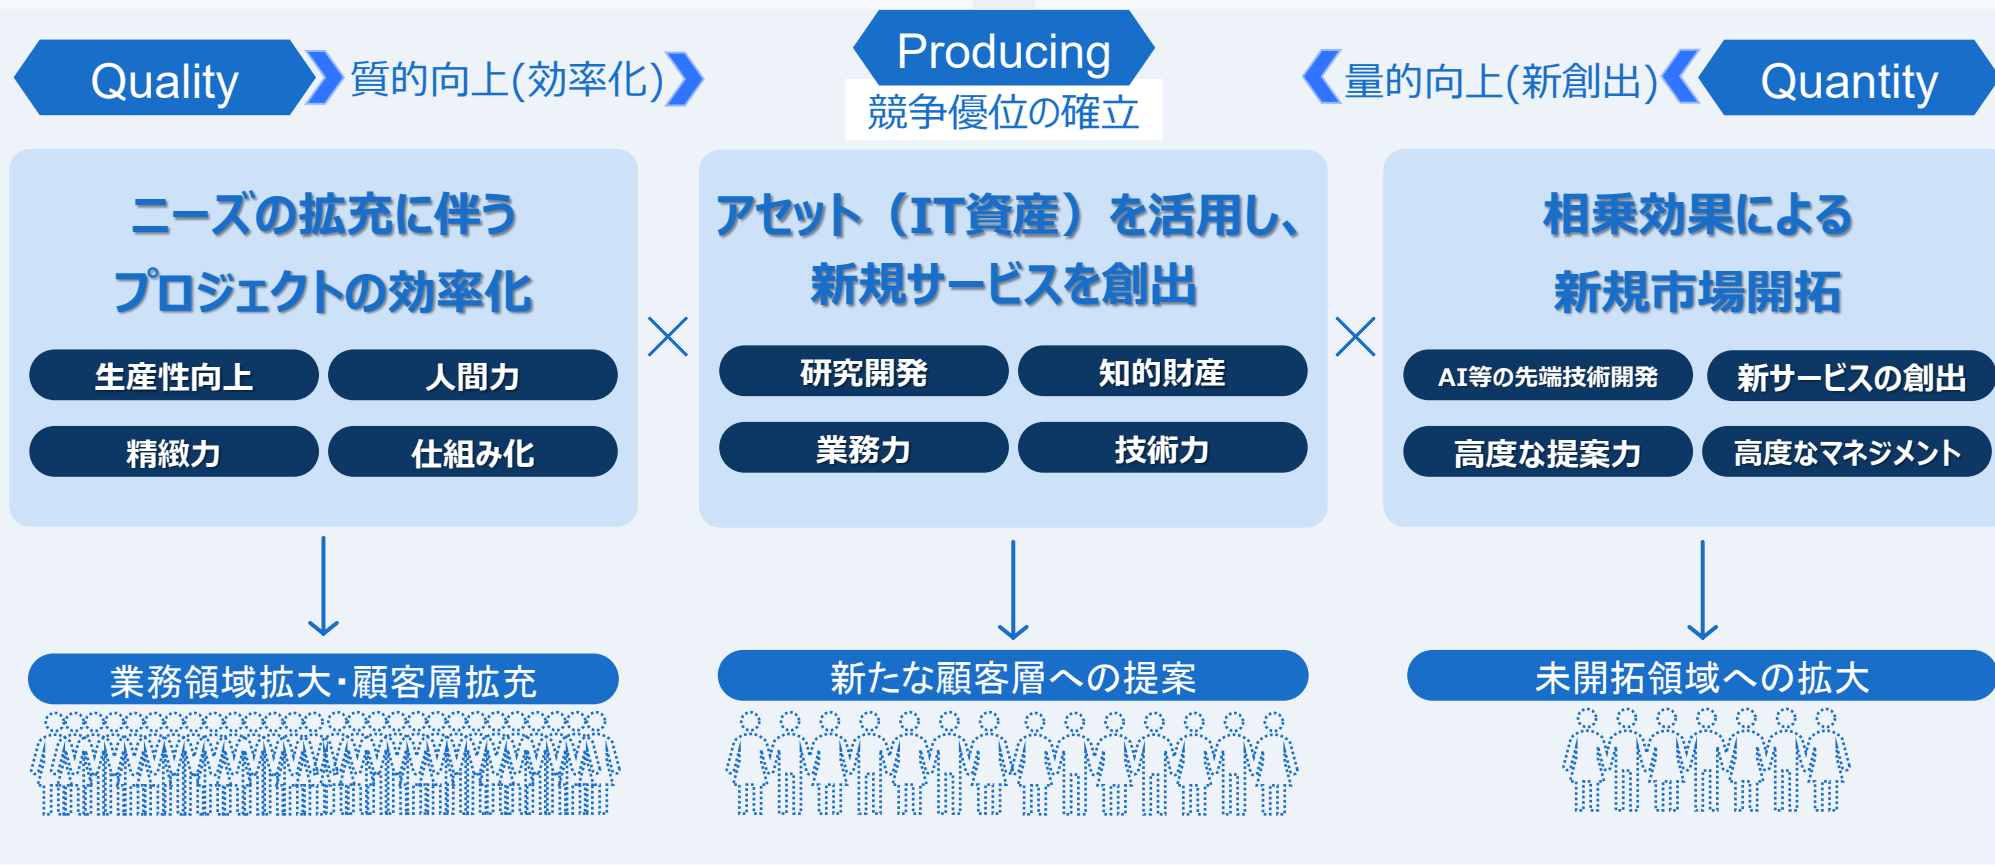 Quality
質的向上(効率化)
Producing
競争優位の確立
量的向上(新創出)
Quantity
ニーズの拡充に伴う
プロジェクトの効率化
生産性向上
人間力
精緻力
仕組み化
アセット（IT資産）を活用し、
新規サービスを創出
研究開発
知的財産
業務力
技術力
相乗効果による
新規市場開拓
AI等の先端技術開発
新サービスの創出
高度な提案力
高度なマネジメント
業務領域拡大・顧客層拡充
新たな顧客層への提案
未開拓領域への拡大